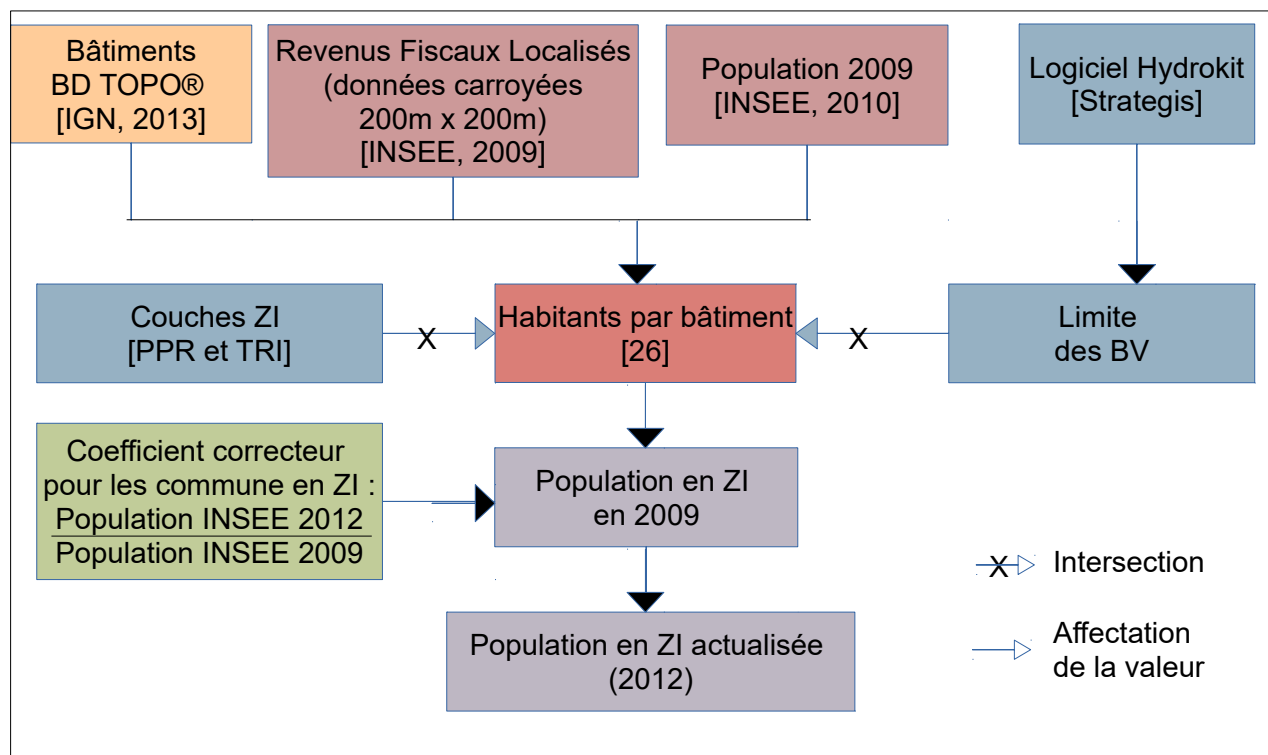 Bâtiments
BD TOPO®
[IGN, 2013]
Revenus Fiscaux Localisés
(données carroyées
200m x 200m)
[INSEE, 2009]
Population 2009
[INSEE, 2010]
Logiciel Hydrokit
[Strategis]
Couches ZI
[PPR et TRI]
X
Habitants par bâtiment
[26]
X
Limite
des BV
Coefficient correcteur
pour les commune en ZI :
Population INSEE 2012
Population INSEE 2009
Population en ZI
en 2009
Population en ZI actualisée
(2012)
X Intersection
Affectation
de la valeur